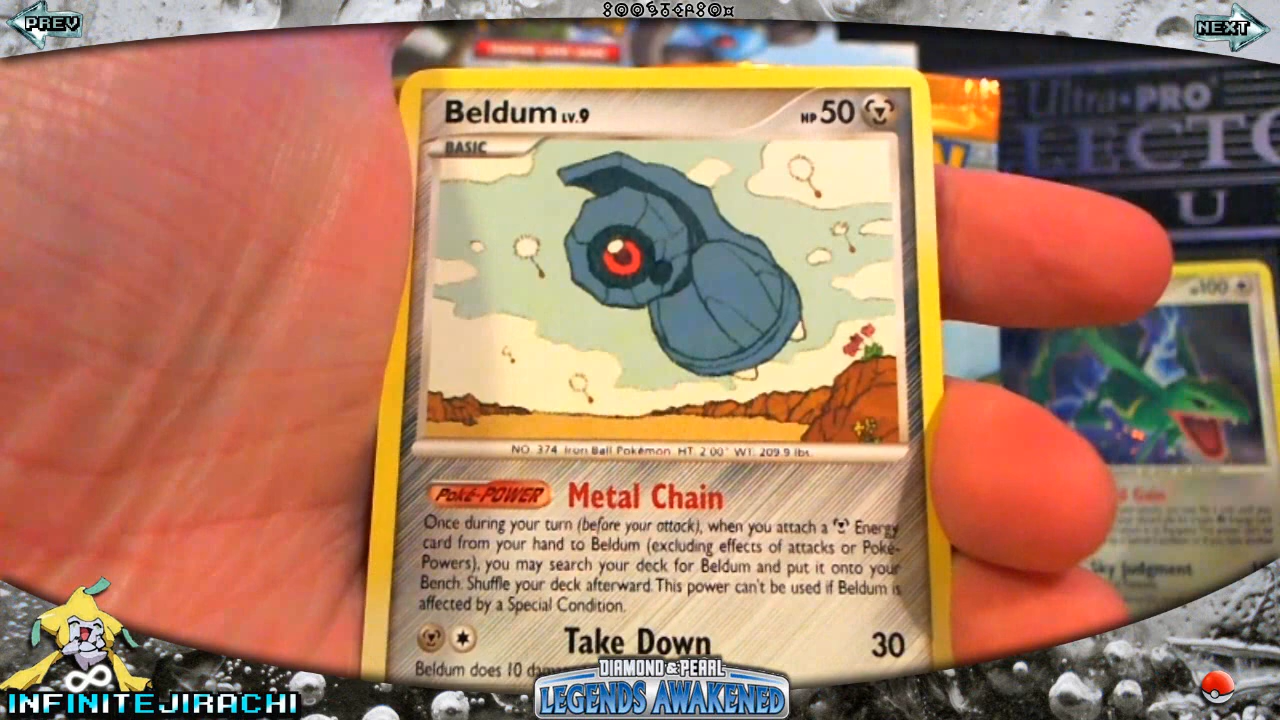 PREV
NEXT
Ultra•PRO
Beldum LV.9
HP 50
BASIC
NO. 374 Iron Ball Pokémon HT: 2'00" WT: 209.9 lbs.
Poké-POWER Metal Chain
Once during your turn (before your attack), when you attach a Energy
card from your hand to Beldum (excluding effects of attacks or Poké-
Powers), you may search your deck for Beldum and put it onto your
Bench. Shuffle your deck afterward. This power can't be used if Beldum is
affected by a Special Condition.
Take Down 30
Beldum does 10
100
Sky Judgment
DIAMOND & PEARL
LEGENDS AWAKENED
INFINITEJIRACHI